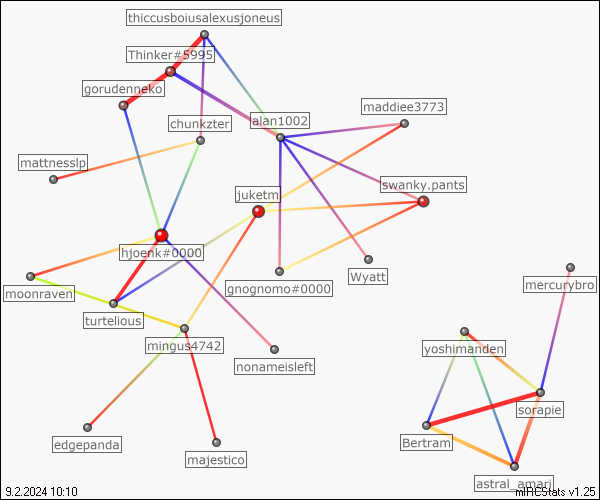 thiccusboiusalexusjoneus
Thinker#5995
gorudenneko
maddiee3773
alan1002
chunkzter
mattnesslp
swanky.pants
juketm
hjoenk#0000
Wyatt
mercurybro
gnognomo#0000
moonraven
turtelious
mingus4742
yoshimanden
nonameisleft
sorapie
Bertram
edgepanda
majestico
astral_amari
9.2.2024 10:10
mIRCStats v1.25